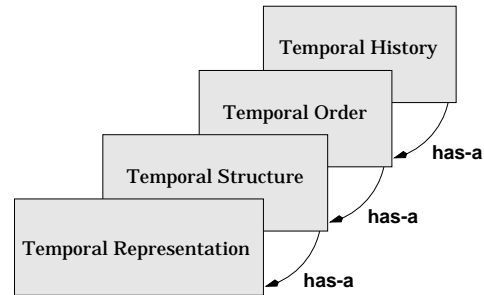 Temporal History
Temporal Order
has-a
Temporal Structure
has-a
Temporal Representation
has-a